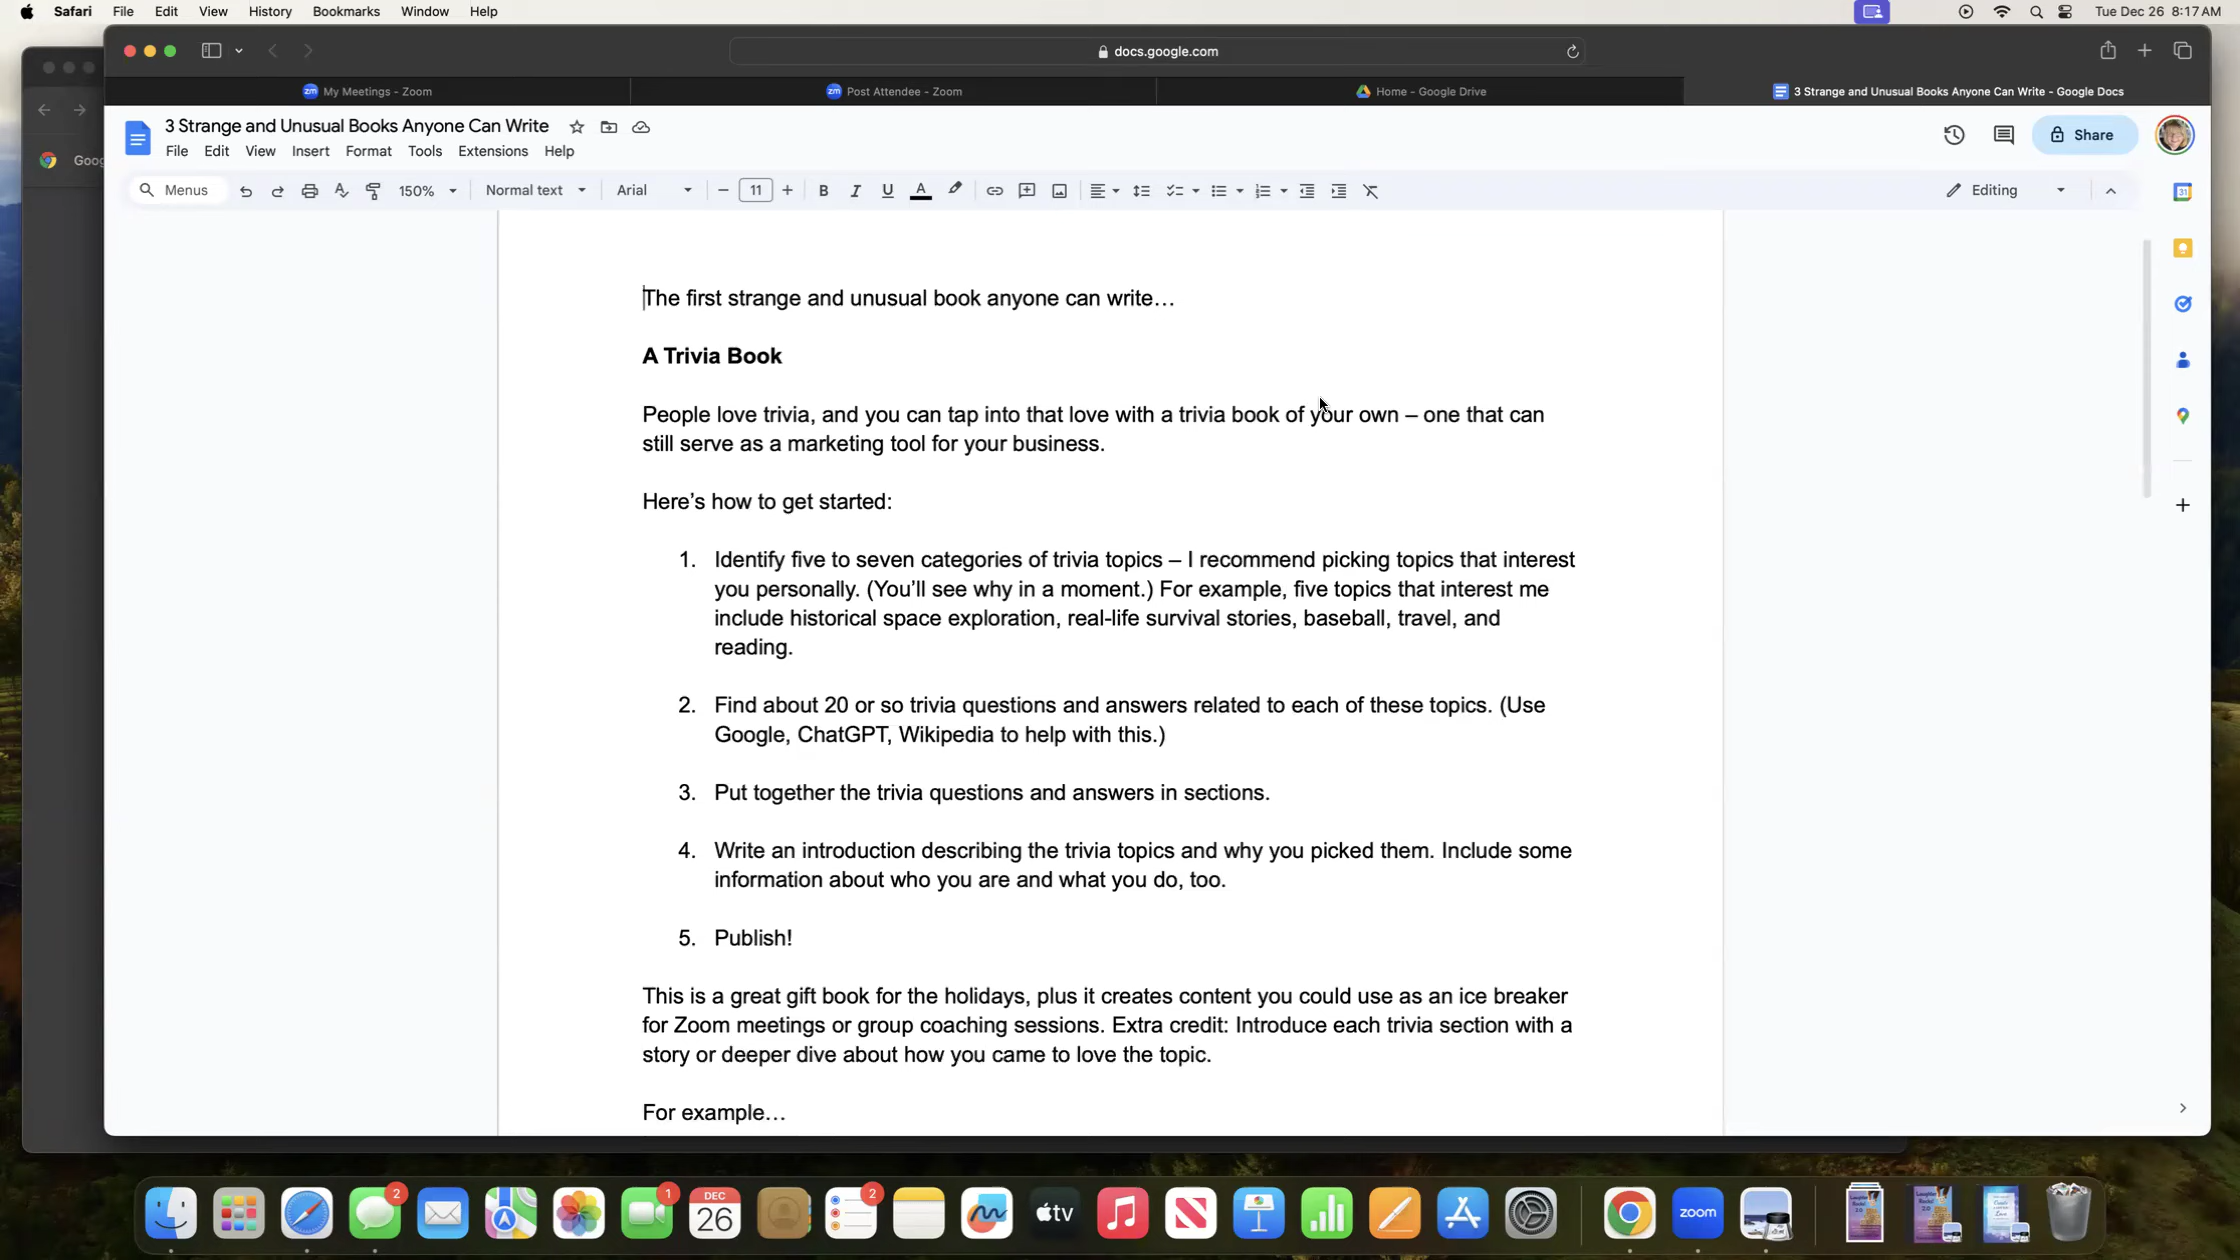 Safari File Edit View History Bookmarks Window Help Tue Dec 26 8:17 AM
docs.google.com
My Meetings - Zoom
Post Attendee - Zoom
Home - Google Drive
3 Strange and Unusual Books Anyone Can Write - Google Docs
Goog
3 Strange and Unusual Books Anyone Can Write
File Edit View Insert Format Tools Extensions Help
Share
Menus 150% Normal text Arial 11 Editing
The first strange and unusual book anyone can write…
A Trivia Book
People love trivia, and you can tap into that love with a trivia book of your own – one that can
still serve as a marketing tool for your business.
Here’s how to get started:
1. Identify five to seven categories of trivia topics – I recommend picking topics that interest
you personally. (You’ll see why in a moment.) For example, five topics that interest me
include historical space exploration, real-life survival stories, baseball, travel, and
reading.
2. Find about 20 or so trivia questions and answers related to each of these topics. (Use
Google, ChatGPT, Wikipedia to help with this.)
3. Put together the trivia questions and answers in sections.
4. Write an introduction describing the trivia topics and why you picked them. Include some
information about who you are and what you do, too.
5. Publish!
This is a great gift book for the holidays, plus it creates content you could use as an ice breaker
for Zoom meetings or group coaching sessions. Extra credit: Introduce each trivia section with a
story or deeper dive about how you came to love the topic.
For example…
2
1
DEC
26
2
tv
zoom